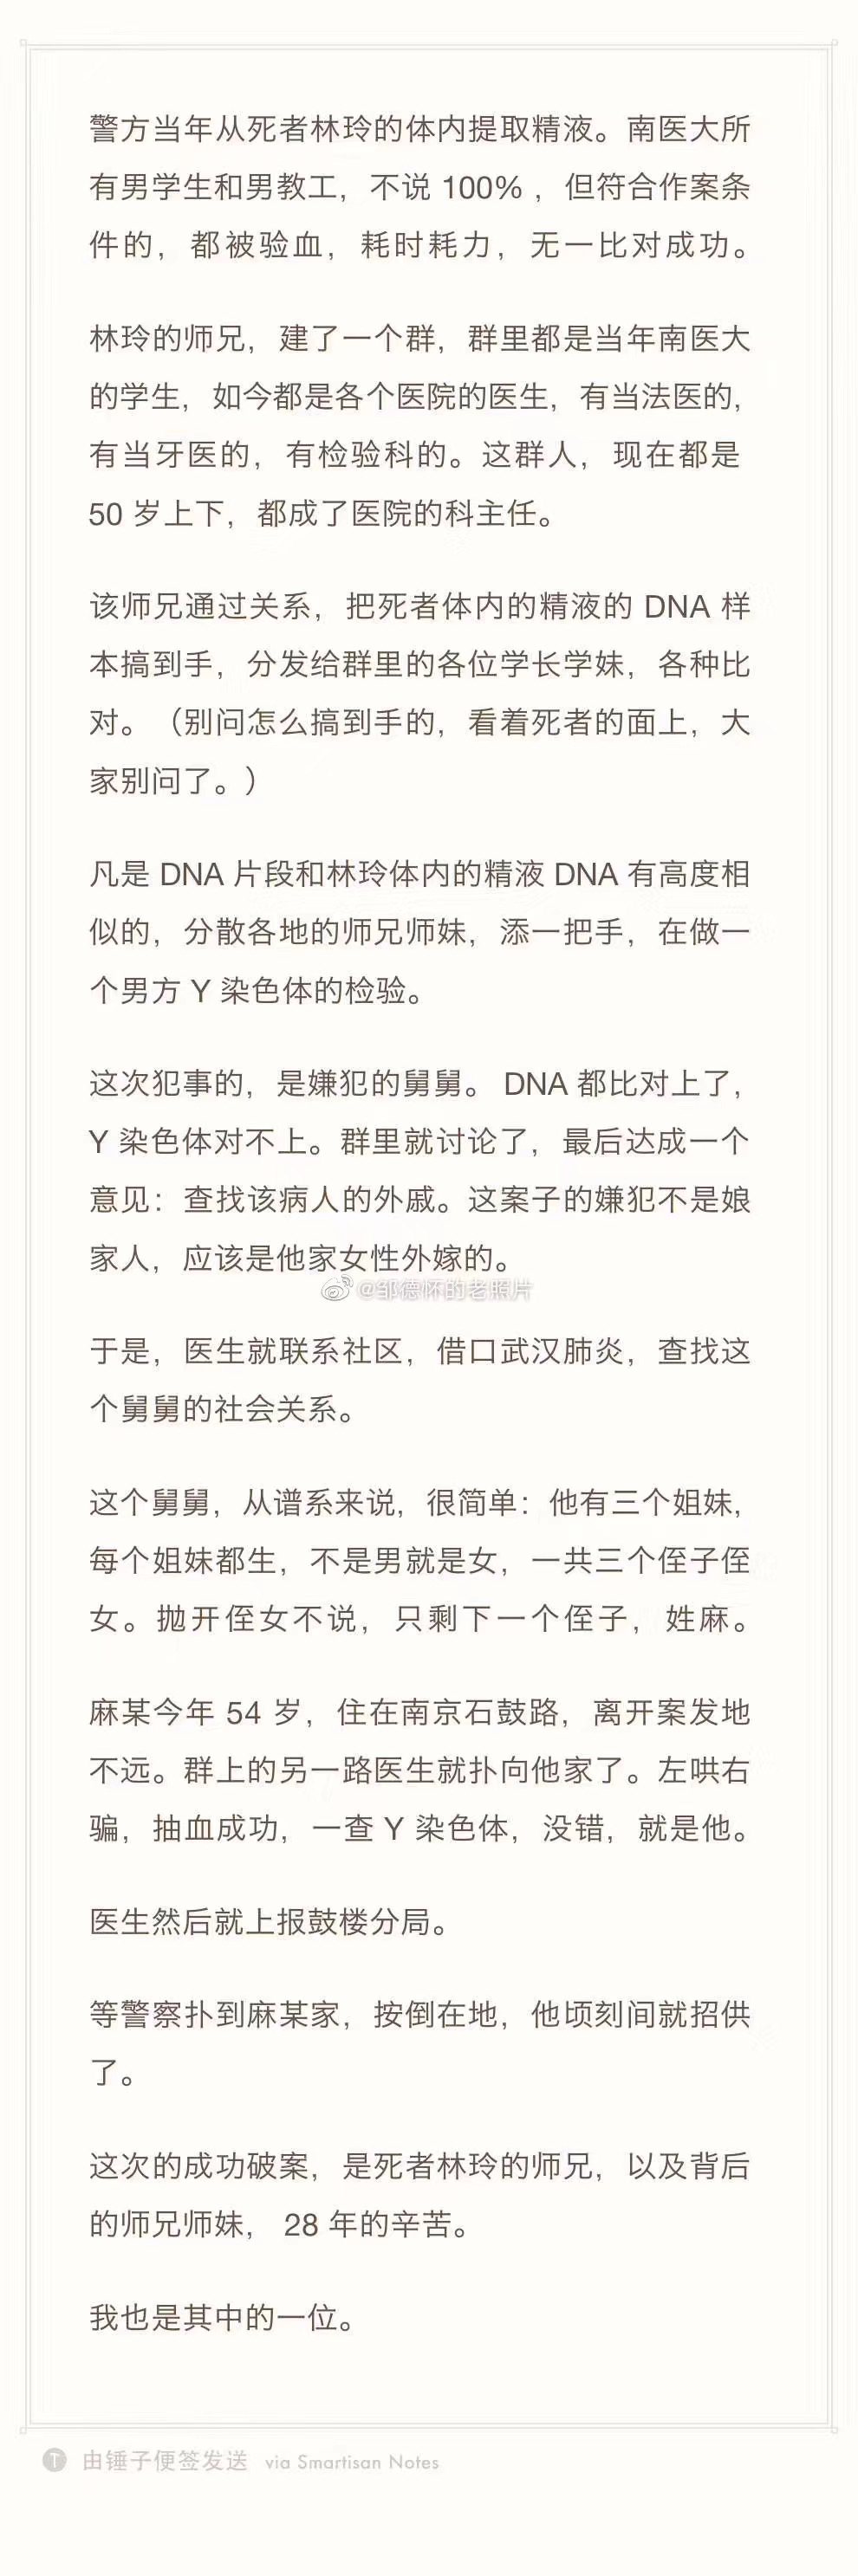 警方当年从死者林玲的体内提取精液。南医大所
有男学生和男教工，不说 100% ，但符合作案条
件的，都被验血，耗时耗力，无一比对成功。
林玲的师兄，建了一个群，群里都是当年南医大
的学生，如今都是各个医院的医生，有当法医的，
有当牙医的，有检验科的。这群人，现在都是
50 岁上下，都成了医院的科主任。
该师兄通过关系，把死者体内的精液的 DNA 样
本搞到手，分发给群里的各位学长学妹，各种比
对。（别问怎么搞到手的，看着死者的面上，大
家别问了。）
凡是 DNA 片段和林玲体内的精液 DNA 有高度相
似的，分散各地的师兄师妹，添一把手，在做一
个男方 Y 染色体的检验。
这次犯事的，是嫌犯的舅舅。 DNA 都比对上了，
Y 染色体对不上。群里就讨论了，最后达成一个
意见：查找该病人的外戚。这案子的嫌犯不是娘
家人，应该是他家女性外嫁的。
@邹德怀的老照片
于是，医生就联系社区，借口武汉肺炎，查找这
个舅舅的社会关系。
这个舅舅，从谱系来说，很简单：他有三个姐妹，
每个姐妹都生，不是男就是女，一共三个侄子侄
女。抛开侄女不说，只剩下一个侄子，姓麻。
麻某今年 54 岁，住在南京石鼓路，离开案发地
不远。群上的另一路医生就扑向他家了。左哄右
骗，抽血成功，一查 Y 染色体，没错，就是他。
医生然后就上报鼓楼分局。
等警察扑到麻某家，按倒在地，他顷刻间就招供
了。
这次的成功破案，是死者林玲的师兄，以及背后
的师兄师妹， 28 年的辛苦。
我也是其中的一位。
T 由锤子便签发送 via Smartisan Notes